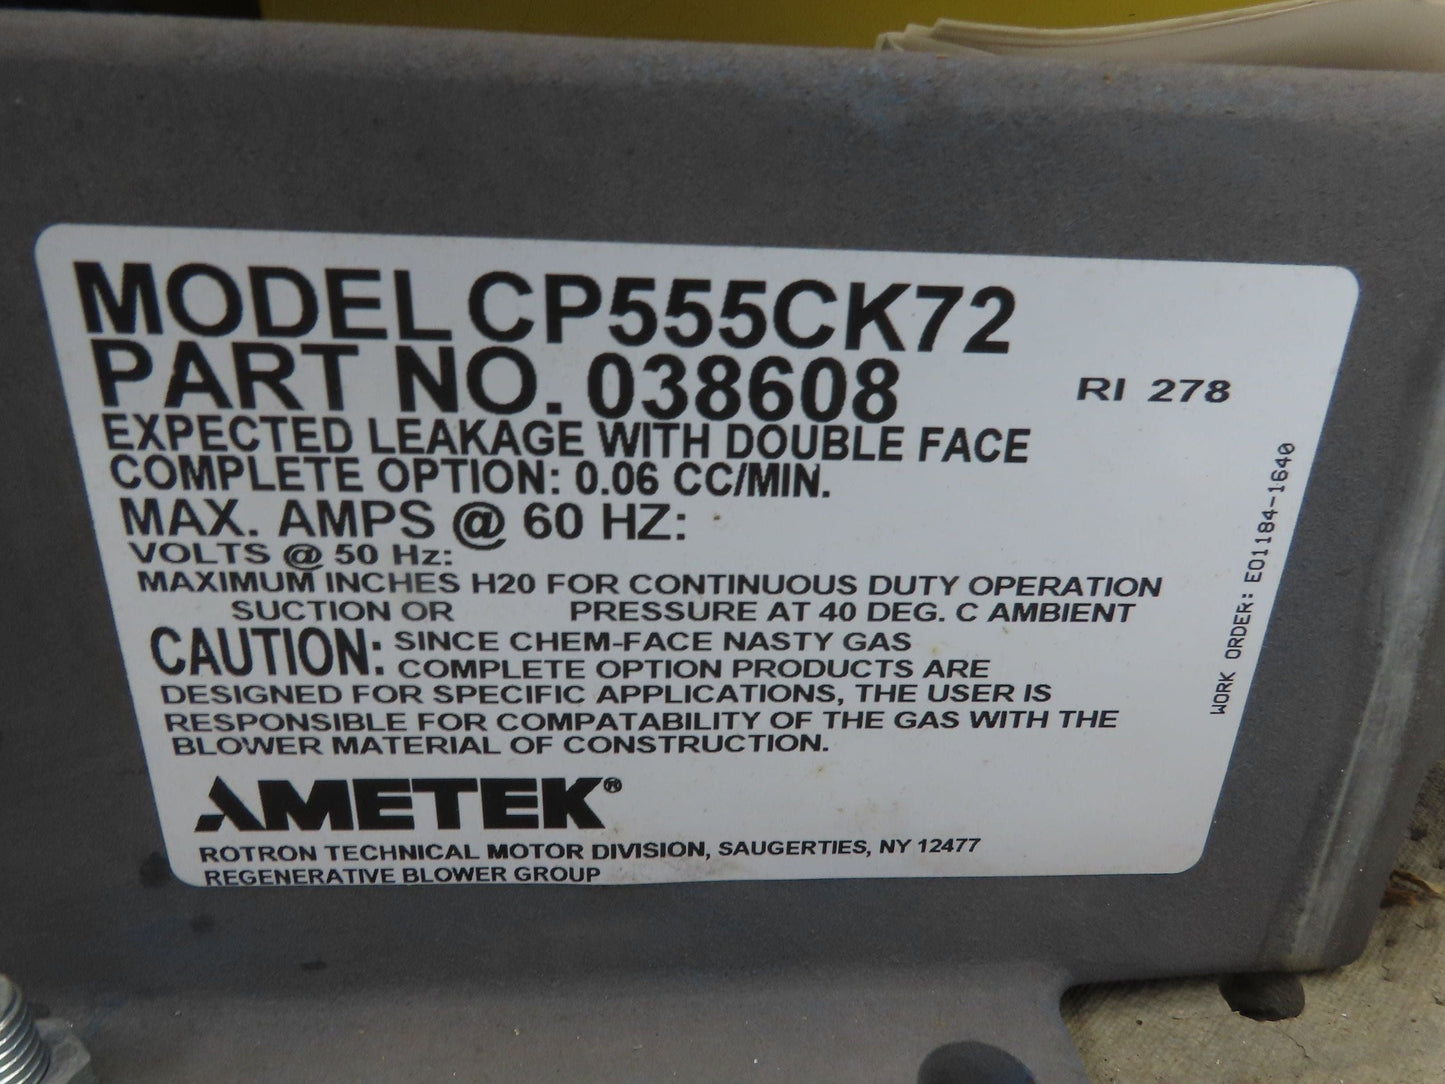 MODEL CP555CK72
PART NO. 038608
RI 278
EXPECTED LEAKAGE WITH DOUBLE FACE
COMPLETE OPTION: 0.06 CC/MIN.
MAX. AMPS @ 60 HZ:
VOLTS @ 50 Hz:
MAXIMUM INCHES H20 FOR CONTINUOUS DUTY OPERATION
SUCTION OR PRESSURE AT 40 DEG. C AMBIENT
CAUTION: SINCE CHEM-FACE NASTY GAS
COMPLETE OPTION PRODUCTS ARE
DESIGNED FOR SPECIFIC APPLICATIONS, THE USER IS
RESPONSIBLE FOR COMPATABILITY OF THE GAS WITH THE
BLOWER MATERIAL OF CONSTRUCTION.
AMETEK®
ROTRON TECHNICAL MOTOR DIVISION, SAUGERTIES, NY 12477
REGENERATIVE BLOWER GROUP
WORK ORDER: E01184-1640